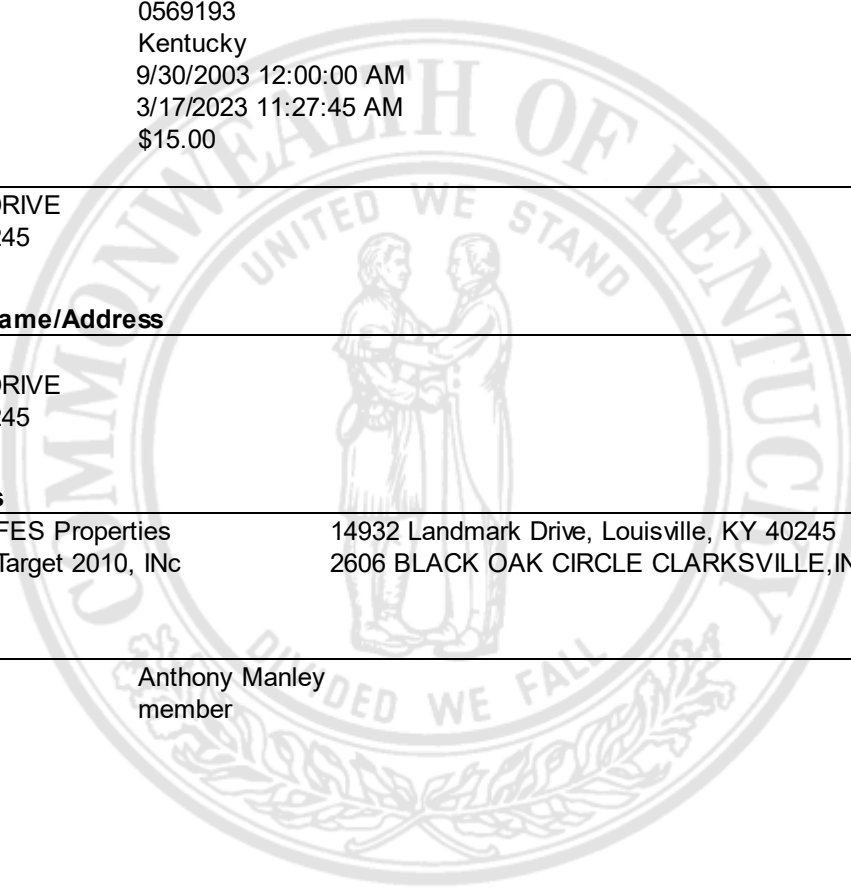 0569193
Kentucky
9/30/2003 12:00:00 AM
3/17/2023 11:27:45 AM
$15.00
DRIVE
245
ame/Address
DRIVE
245
s
FES Properties 14932 Landmark Drive, Louisville, KY 40245
Target 2010, INc 2606 BLACK OAK CIRCLE CLARKSVILLE,IN
Anthony Manley
member
COMMONWEALTH OF KENTUCKY
UNITED WE STAND
DIVIDED WE FALL